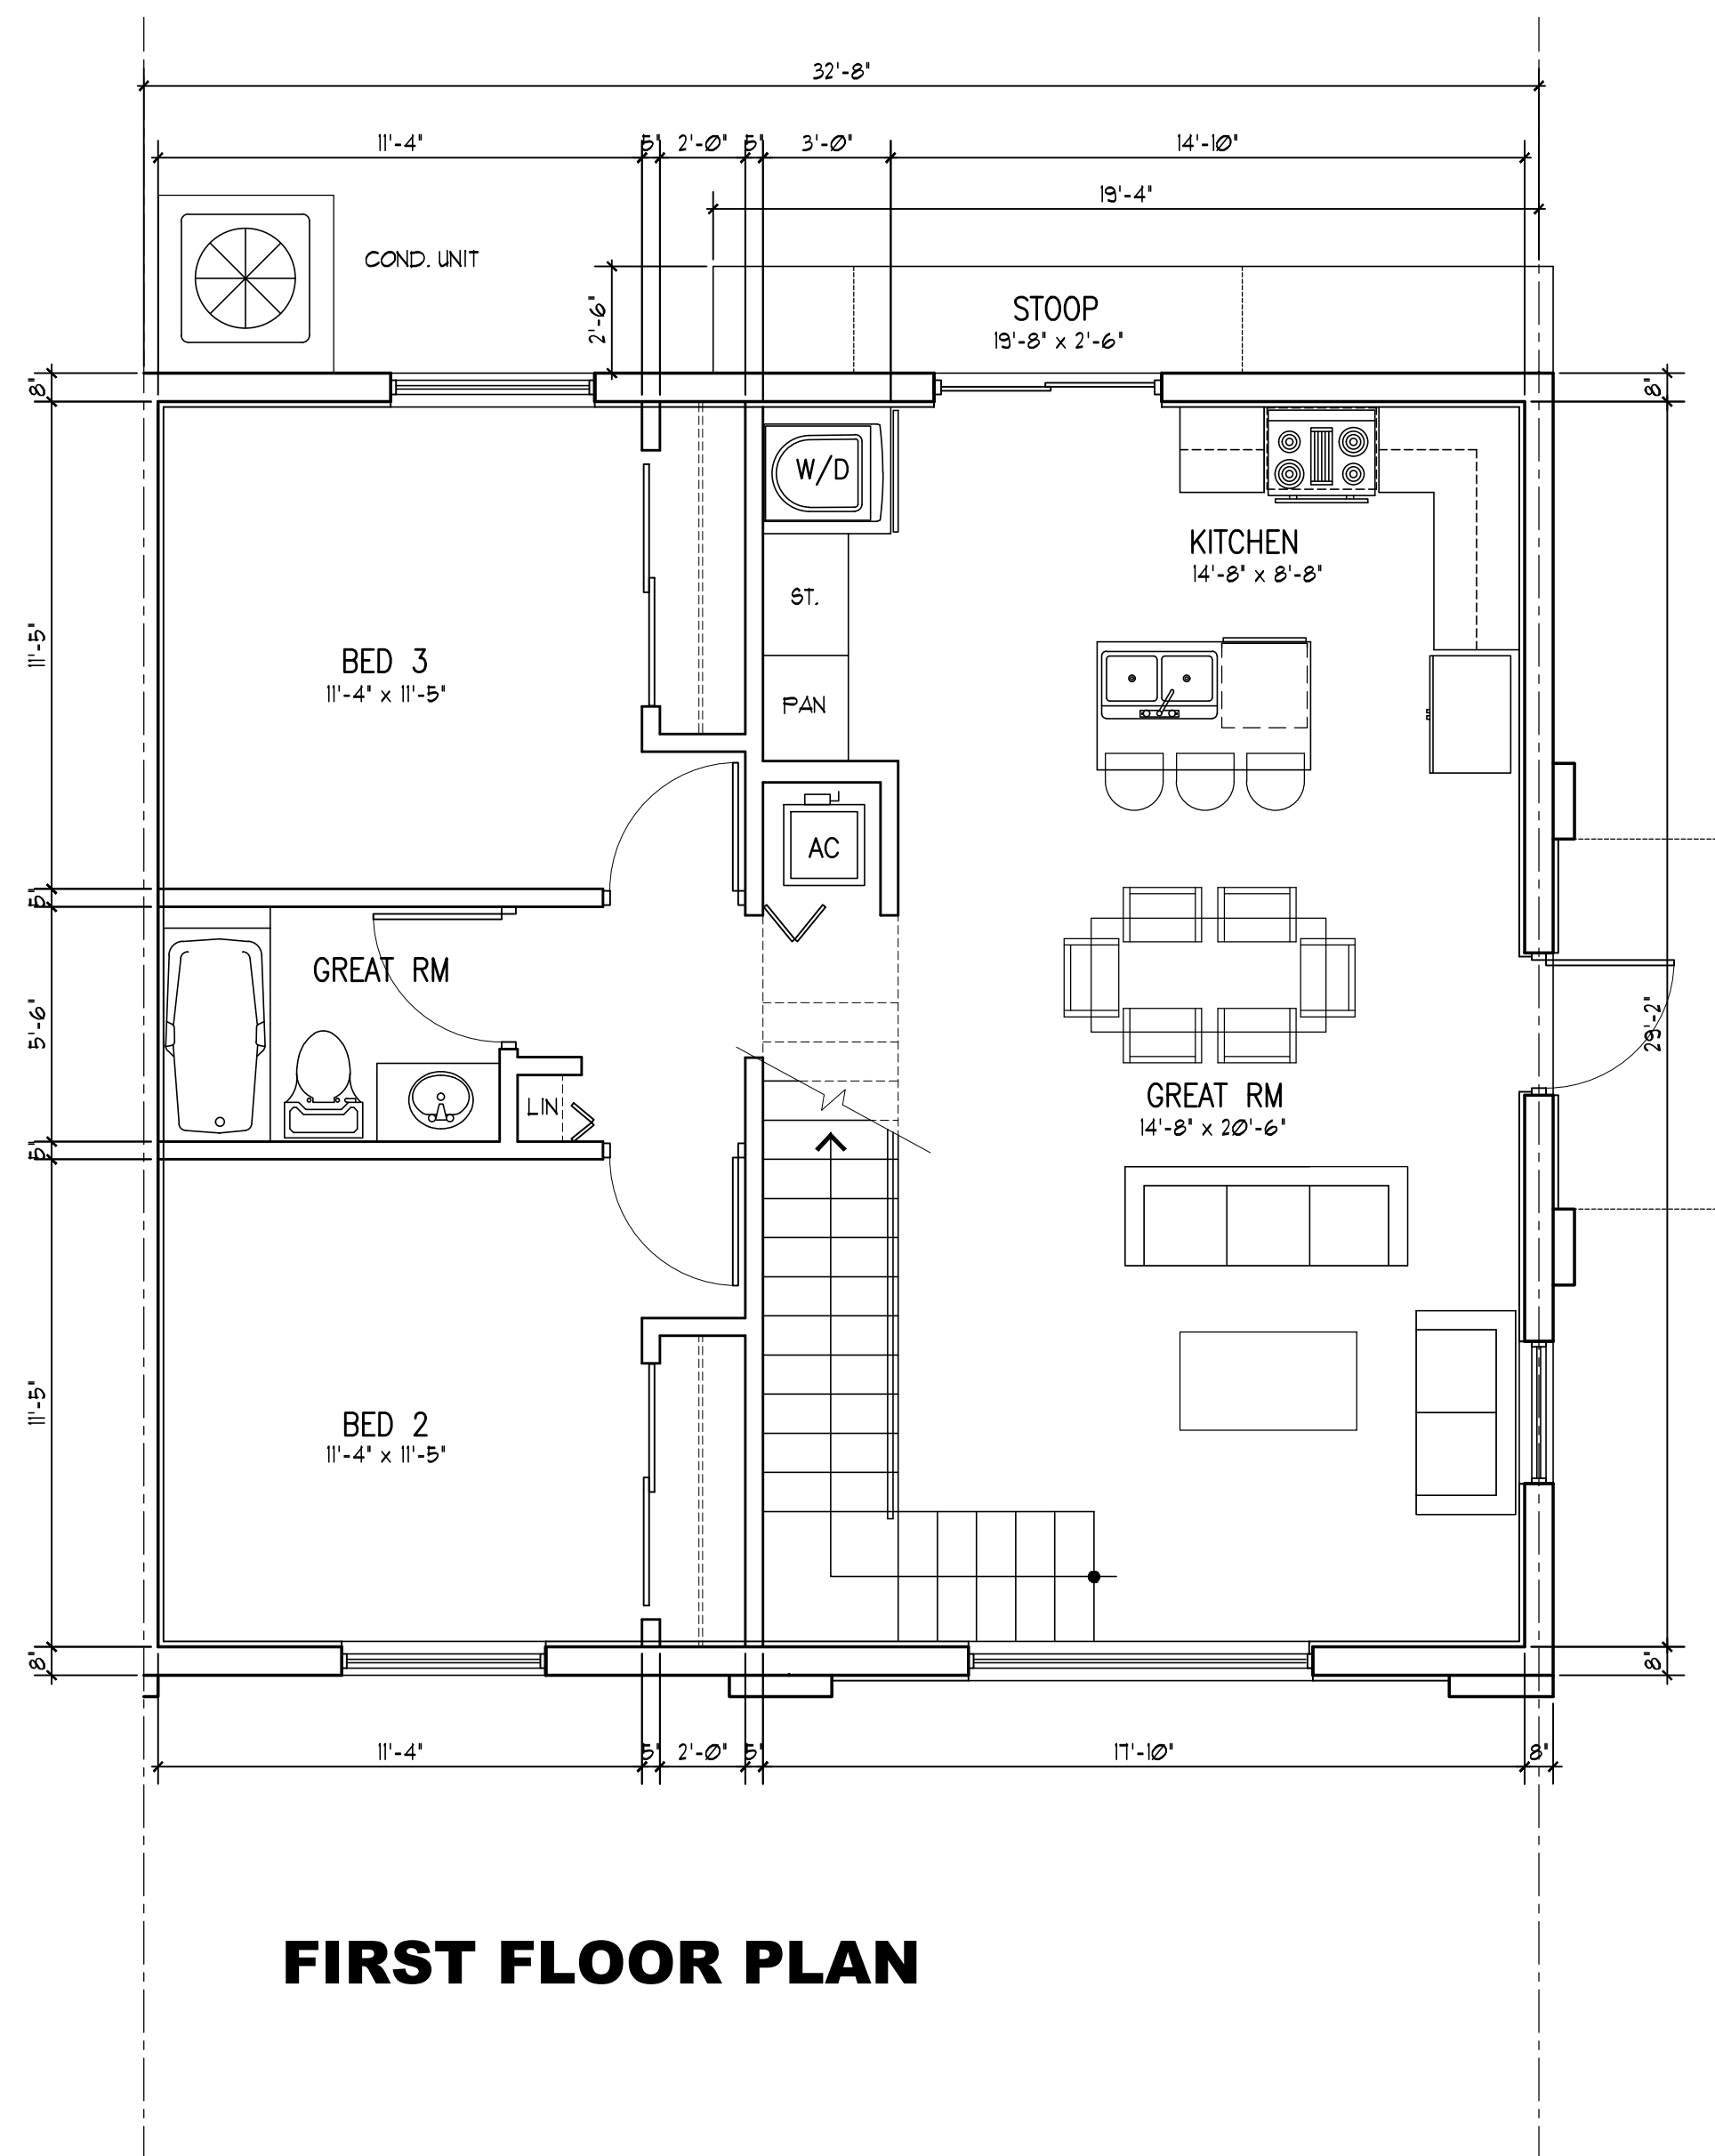 32'-8"
11'-4" 5" 2'-0" 5" 3'-0" 14'-10"
19'-4"
COND. UNIT
2'-6"
STOOP
19'-8" x 2'-6"
8"
8"
W/D
KITCHEN
14'-8" x 8'-8"
ST.
11'-5"
BED 3
11'-4" x 11'-5"
PAN
AC
5"
GREAT RM
5'-6"
29'-2"
GREAT RM
14'-8" x 20'-6"
LIN
5"
11'-5"
BED 2
11'-4" x 11'-5"
8"
8"
11'-4" 5" 2'-0" 5" 17'-10" 8"
FIRST FLOOR PLAN